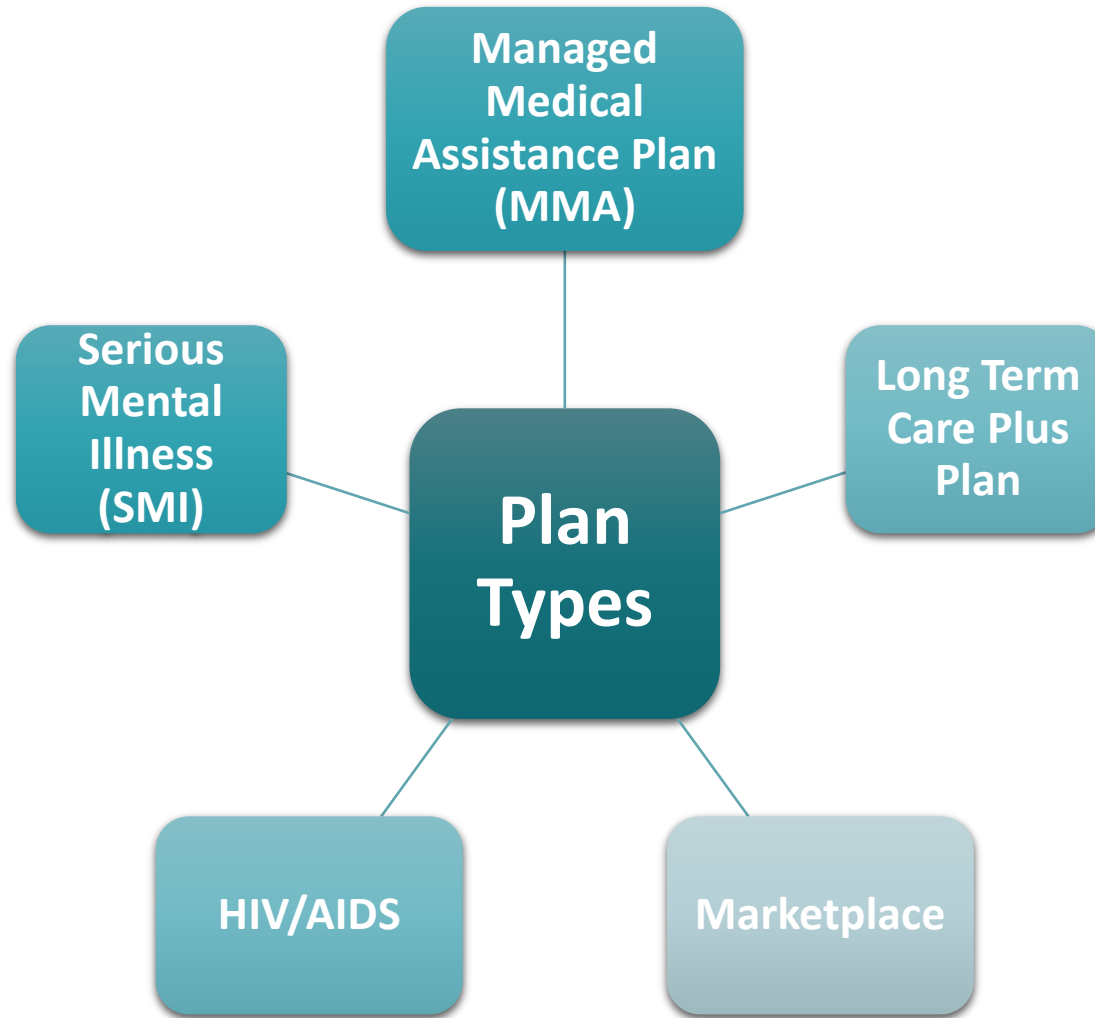 Managed
Medical
Assistance Plan
(MMA)
Serious
Mental
Illness
(SMI)
Long Term
Care Plus
Plan
Plan
Types
HIV/AIDS
Marketplace